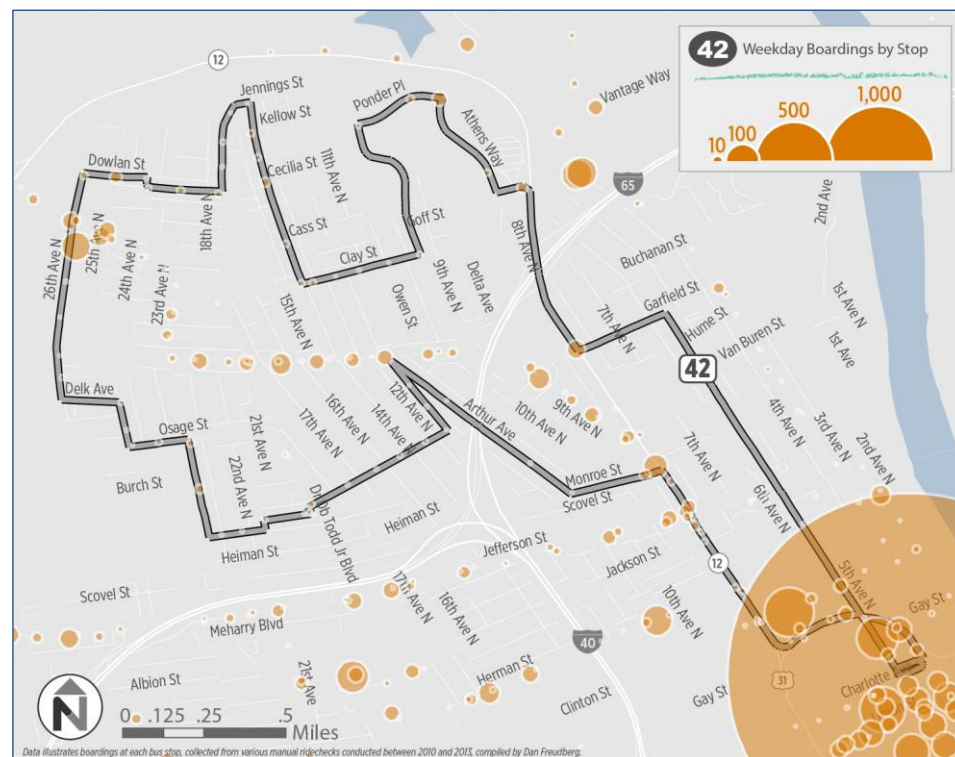 42 Weekday Boardings by Stop
10 100 500 1,000
12
Jennings St
Kellow St
Ponder Pl
Vantage Way
Athens Way
11th Ave N
Cecilia St
Dowlan St
65
2nd Ave
18th Ave N
Cass St
Goff St
8th Ave N
26th Ave N
25th Ave N
24th Ave N
23rd Ave N
Clay St
Buchanan St
9th Ave N
Delta Ave
Owen St
15th Ave N
Garfield St
7th Ave N
Hume St
Van Buren St
1st Ave N
1st Ave
42
Delk Ave
12th Ave N
14th Ave N
16th Ave N
17th Ave N
Arthur Ave
10th Ave N
9th Ave N
4th Ave N
3rd Ave N
2nd Ave N
Osage St
21st Ave N
22nd Ave N
Burch St
Monroe St
Scovel St
7th Ave N
6th Ave N
Heiman St
Heiman St
Todd Jr Blvd
Jefferson St
Jackson St
12
Scovel St
17th Ave N
16th Ave N
10th Ave N
5th Ave N
Gay St
Meharry Blvd
40
Albion St
21st Ave
Herman St
Clinton St
Gay St
31
Charlotte
N
0 .125 .25 .5
Miles
Data illustrates boardings at each bus stop, collected from various manual ridechecks conducted between 2010 and 2013, compiled by Dan Freudberg.